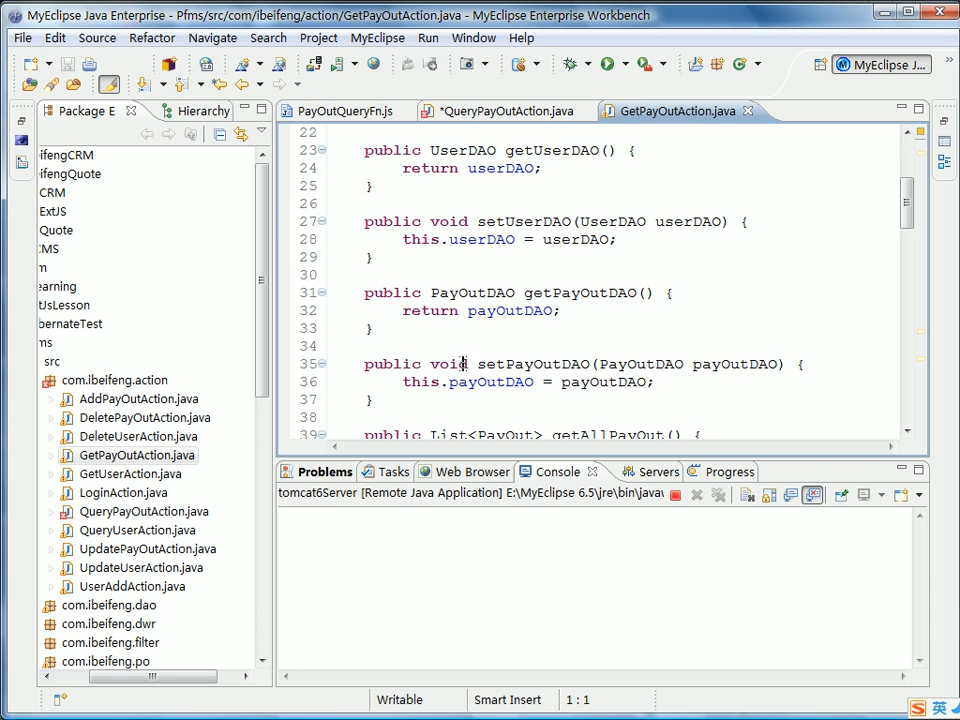 MyEclipse Java Enterprise - Pfms/src/com/ibeifeng/action/GetPayOutAction.java - MyEclipse Enterprise Workbench
File Edit Source Refactor Navigate Search Project MyEclipse Run Window Help
MyEclipse J...
Package E Hierarchy
PayOutQueryFn.js *QueryPayOutAction.java GetPayOutAction.java
eifengCRM
eifengQuote
CRM
ExtJS
Quote
MS
m
earning
tJsLesson
bernateTest
ms
src
com.ibeifeng.action
AddPayOutAction.java
DeletePayOutAction.java
DeleteUserAction.java
GetPayOutAction.java
GetUserAction.java
LoginAction.java
QueryPayOutAction.java
QueryUserAction.java
UpdatePayOutAction.java
UpdateUserAction.java
UserAddAction.java
com.ibeifeng.dao
com.ibeifeng.dwr
com.ibeifeng.filter
com.ibeifeng.po
22
23 public UserDAO getUserDAO() {
24 return userDAO;
25 }
26
27 public void setUserDAO(UserDAO userDAO) {
28 this.userDAO = userDAO;
29 }
30
31 public PayOutDAO getPayOutDAO() {
32 return payOutDAO;
33 }
34
35 public void setPayOutDAO(PayOutDAO payOutDAO) {
36 this.payOutDAO = payOutDAO;
37 }
38
39 public List<PayOut> getAllPayOut() {
Problems Tasks Web Browser Console Servers Progress
tomcat6Server [Remote Java Application] E:\MyEclipse 6.5\jre\bin\javaw
Writable Smart Insert 1 : 1
英